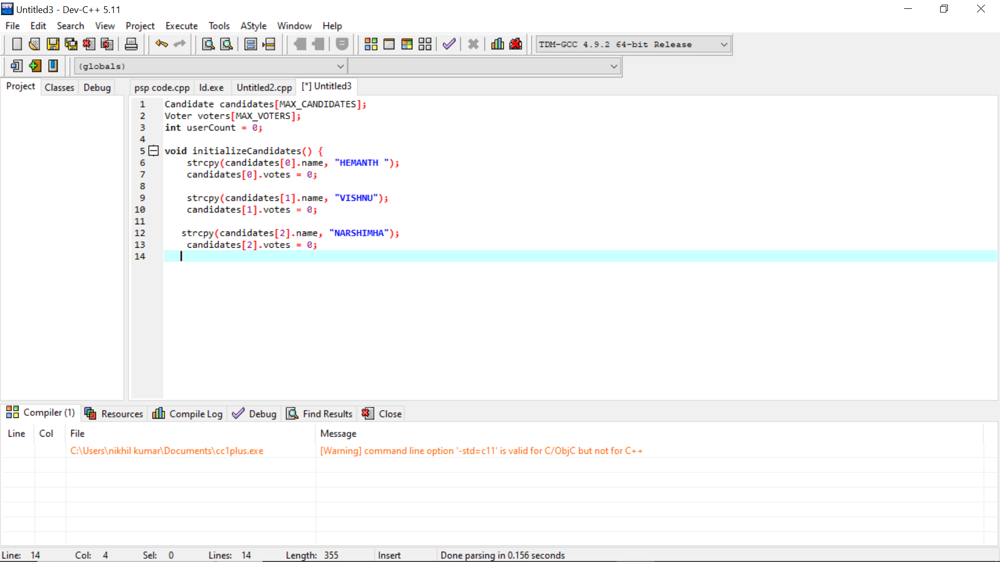 Untitled3 - Dev-C++ 5.11
File Edit Search View Project Execute Tools AStyle Window Help
TDM-GCC 4.9.2 64-bit Release
(globals)
Project Classes Debug psp code.cpp ld.exe Untitled2.cpp [*] Untitled3
1 Candidate candidates[MAX_CANDIDATES];
2 Voter voters[MAX_VOTERS];
3 int userCount = 0;
4
5 void initializeCandidates() {
6 strcpy(candidates[0].name, "HEMANTH ");
7 candidates[0].votes = 0;
8
9 strcpy(candidates[1].name, "VISHNU");
10 candidates[1].votes = 0;
11
12 strcpy(candidates[2].name, "NARSHIMHA");
13 candidates[2].votes = 0;
14
Compiler (1) Resources Compile Log Debug Find Results Close
Line Col File Message
C:\Users\nikhil kumar\Documents\cc1plus.exe [Warning] command line option '-std=c11' is valid for C/ObjC but not for C++
Line: 14 Col: 4 Sel: 0 Lines: 14 Length: 355 Insert Done parsing in 0.156 seconds